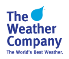 The
Weather
Company
The World's Best Weather.